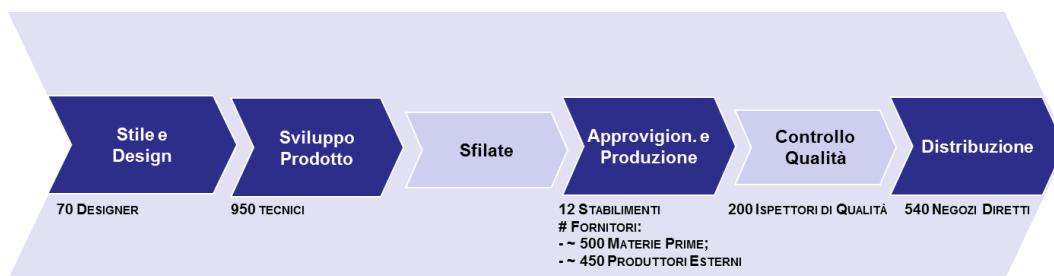 Stile e
Design
Sviluppo
Prodotto
Sfilate
Approvigion. e
Produzione
Controllo
Qualità
Distribuzione
70 DESIGNER
950 TECNICI
12 STABILIMENTI
# FORNITORI:
- ~ 500 MATERIE PRIME;
- ~ 450 PRODUTTORI ESTERNI
200 ISPETTORI DI QUALITÁ
540 NEGOZI DIRETTI